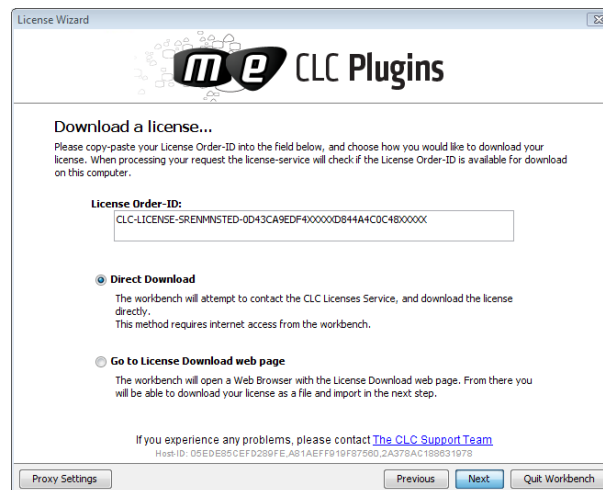 License Wizard
me CLC Plugins
Download a license...
Please copy-paste your License Order-ID into the field below, and choose how you would like to download your
license. When processing your request the license-service will check if the License Order-ID is available for download
on this computer.
License Order-ID:
CLC-LICENSE-SRENMNSTED-0D43CA9EDF4XXXXXD844A4C0C48XXXXX
Direct Download
The workbench will attempt to contact the CLC Licenses Service, and download the license
directly.
This method requires internet access from the workbench.
Go to License Download web page
The workbench will open a Web Browser with the License Download web page. From there you
will be able to download your license as a file and import in the next step.
If you experience any problems, please contact The CLC Support Team
Host-ID: 05EDE85CEFD289FE,A81AEFF919F87560,2A378AC188631978
Proxy Settings
Previous
Next
Quit Workbench